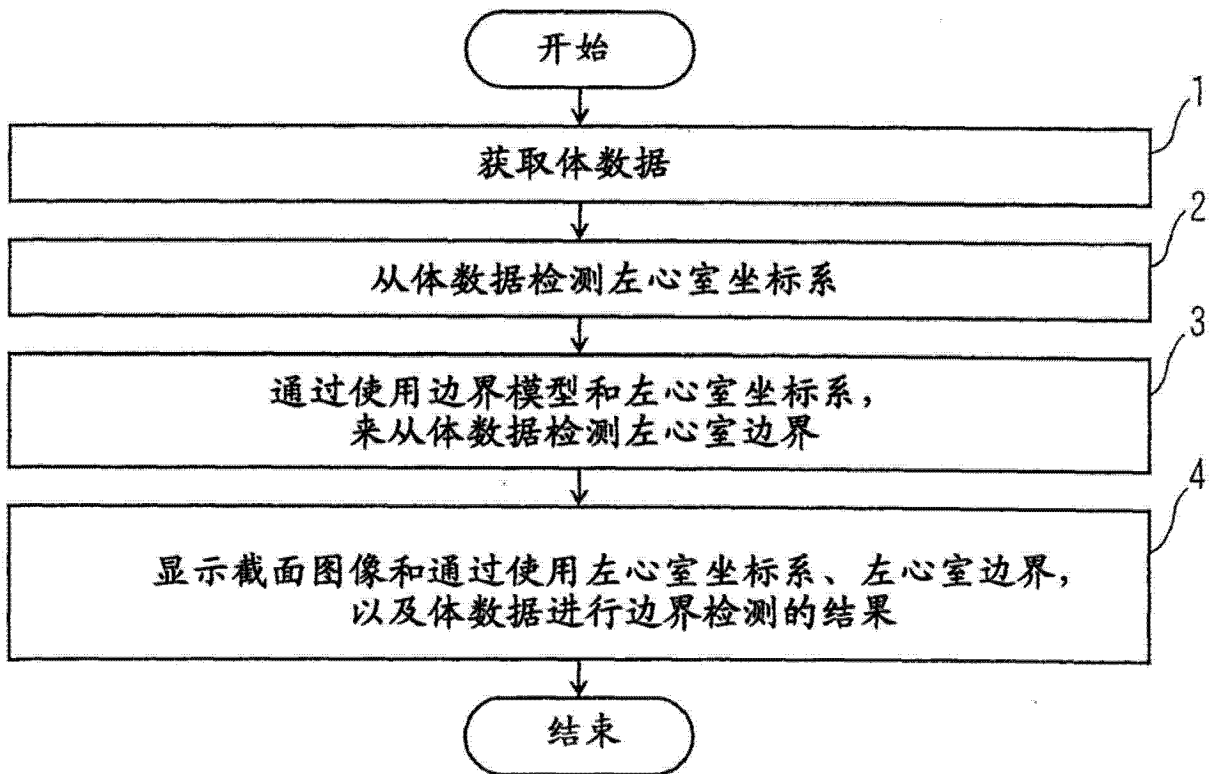 开始
1
获取体数据
2
从体数据检测左心室坐标系
3
通过使用边界模型和左心室坐标系，
来从体数据检测左心室边界
4
显示截面图像和通过使用左心室坐标系、左心室边界，
以及体数据进行边界检测的结果
结束